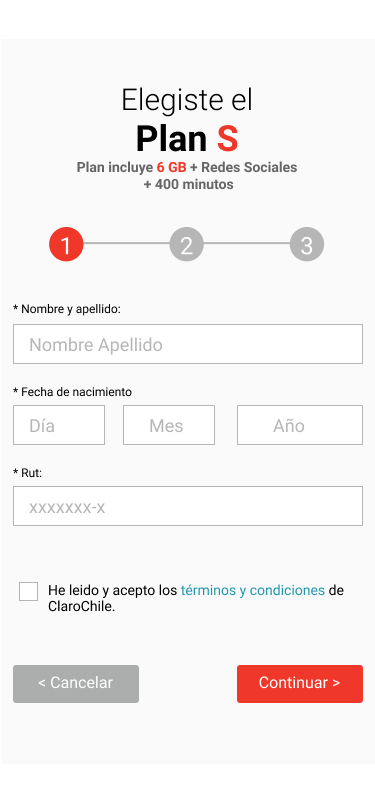 Elegiste el
Plan S
Plan incluye 6 GB + Redes Sociales
+ 400 minutos
1 2 3
* Nombre y apellido:
Nombre Apellido
* Fecha de nacimiento
Día Mes Año
* Rut:
xxxxxxx-x
He leido y acepto los términos y condiciones de
ClaroChile.
< Cancelar Continuar >